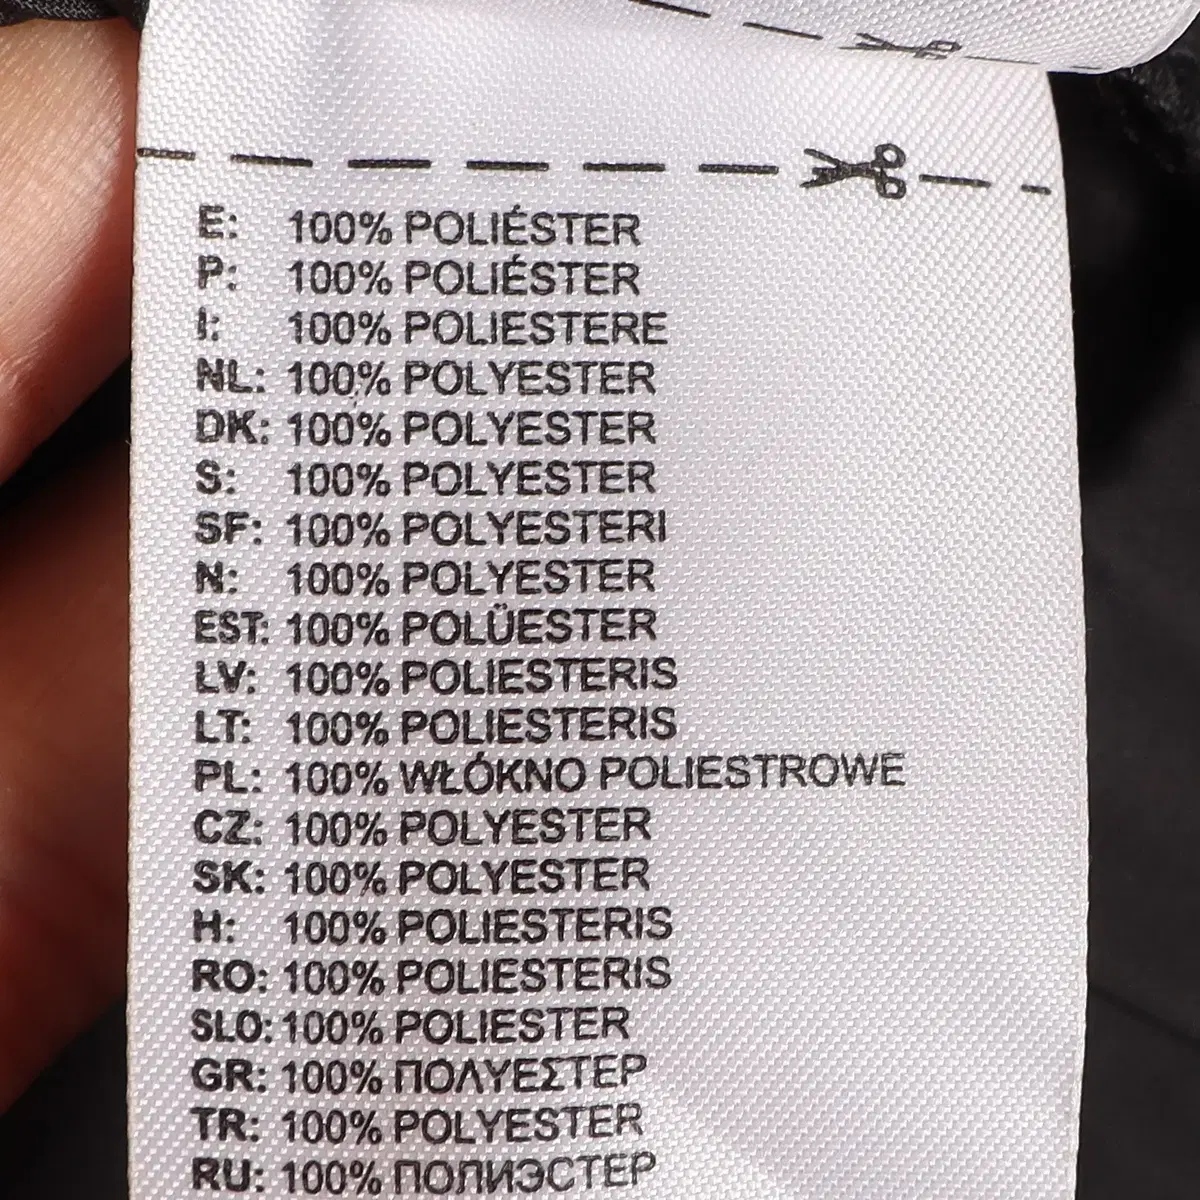 E: 100% POLIÉSTER
P: 100% POLIÉSTER
I: 100% POLIESTERE
NL: 100% POLYESTER
DK: 100% POLYESTER
S: 100% POLYESTER
SF: 100% POLYESTERI
N: 100% POLYESTER
EST: 100% POLÜESTER
LV: 100% POLIESTERIS
LT: 100% POLIESTERIS
PL: 100% WŁÓKNO POLIESTROWE
CZ: 100% POLYESTER
SK: 100% POLYESTER
H: 100% POLIESTERIS
RO: 100% POLIESTERIS
SLO: 100% POLIESTER
GR: 100% ΠΟΛΥΕΣΤΕΡ
TR: 100% POLYESTER
RU: 100% ПОЛИЭСТЕР